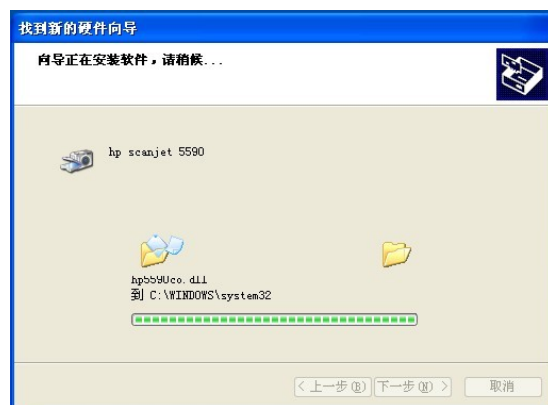 找到新的硬件向导
向导正在安装软件，请稍候...
hp scanjet 5590
hp5590co.dll
到 C:\WINDOWS\system32
< 上一步(B) 下一步(N) > 取消